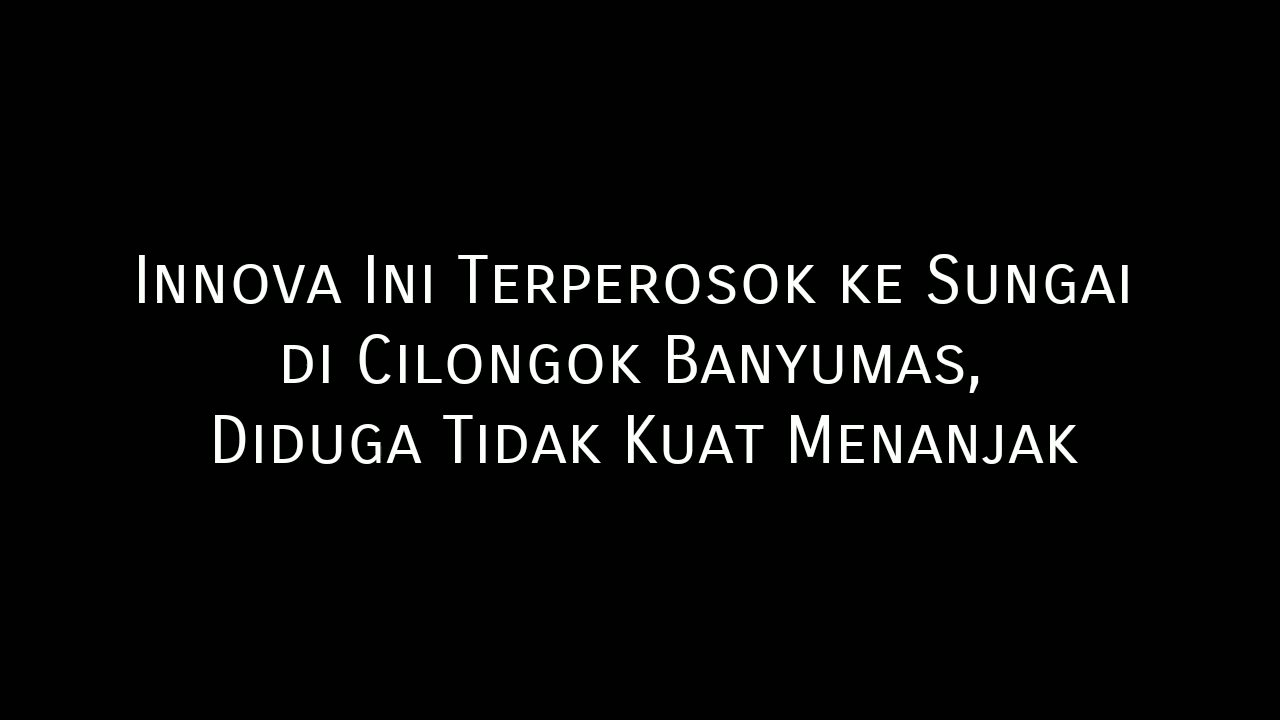 Innova Ini Terperosok ke Sungai
di Cilongok Banyumas,
Diduga Tidak Kuat Menanjak